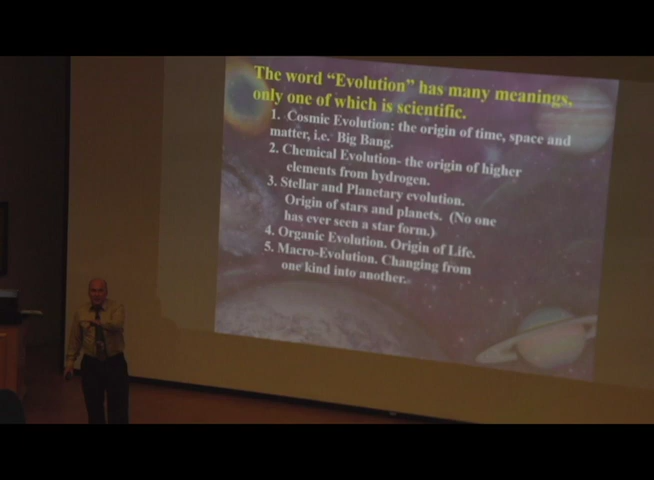 The word “Evolution” has many meanings,
only one of which is scientific.
1. Cosmic Evolution: the origin of time, space and
matter, i.e. Big Bang.
2. Chemical Evolution- the origin of higher
elements from hydrogen.
3. Stellar and Planetary evolution.
Origin of stars and planets. (No one
has ever seen a star form.)
4. Organic Evolution. Origin of Life.
5. Macro-Evolution. Changing from
one kind into another.